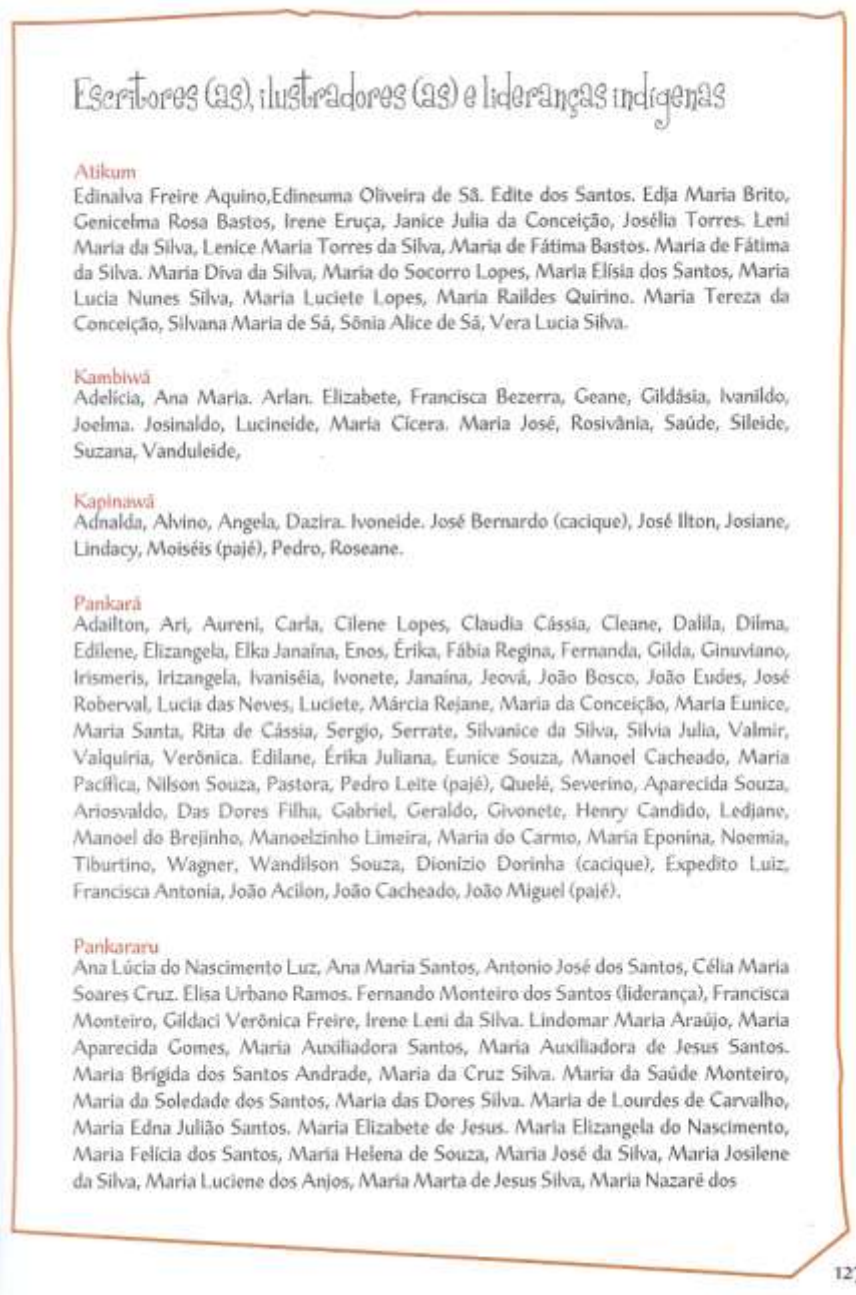 Escritores (as), ilustradores (as) e lideranças indígenas
Atikum
Edinalva Freire Aquino,Edineuma Oliveira de Sã. Edite dos Santos. Edja Maria Brito,
Genicelma Rosa Bastos, Irene Eruça, Janice Julia da Conceição, Josélia Torres. Leni
Maria da Silva, Lenice Maria Torres da Silva, Maria de Fátima Bastos. Maria de Fátima
da Silva. Maria Diva da Silva, Maria do Socorro Lopes, Maria Elísia dos Santos, Maria
Lucia Nunes Silva, Maria Luciete Lopes, Maria Raildes Quirino. Maria Tereza da
Conceição, Silvana Maria de Sá, Sônia Alice de Sá, Vera Lucia Silva.
Kambiwá
Adelícia, Ana Maria. Arlan. Elizabete, Francisca Bezerra, Geane, Gildásia, Ivanildo,
Joelma. Josinaldo, Lucineide, Maria Cícera. Maria José, Rosivânia, Saúde, Sileide,
Suzana, Vanduleide,
Kapinawã
Adnalda, Alvino, Angela, Dazira. Ivoneide. José Bernardo (cacique), José Ilton, Josiane,
Lindacy, Moiséis (pajé), Pedro, Roseane.
Pankará
Adailton, Ari, Aureni, Carla, Cilene Lopes, Claudia Cássia, Cleane, Dalila, Dilma,
Edilene, Elizangela, Elka Janaína, Enos, Érika, Fábia Regina, Fernanda, Gilda, Ginuviano,
Irismeris, Irizangela, Ivaniséia, Ivonete, Janaína, Jeová, João Bosco, João Eudes, José
Roberval, Lucia das Neves, Luciete, Márcia Rejane, Maria da Conceição, Maria Eunice,
Maria Santa, Rita de Cássia, Sergio, Serrate, Silvanice da Silva, Silvia Julia, Valmir,
Valquíria, Verônica. Edilane, Érika Juliana, Eunice Souza, Manoel Cacheado, Maria
Pacífica, Nilson Souza, Pastora, Pedro Leite (pajé), Quelé, Severino, Aparecida Souza,
Ariosvaldo, Das Dores Filha, Gabriel, Geraldo, Givonete, Henry Candido, Ledjane,
Manoel do Brejinho, Manoelzinho Limeira, Maria do Carmo, Maria Eponina, Noemia,
Tiburtino, Wagner, Wandilson Souza, Dionizio Dorinha (cacique), Expedito Luiz,
Francisca Antonia, João Acilon, João Cacheado, João Miguel (pajé).
Pankararu
Ana Lúcia do Nascimento Luz, Ana Maria Santos, Antonio José dos Santos, Célia Maria
Soares Cruz. Elisa Urbano Ramos. Fernando Monteiro dos Santos (liderança), Francisca
Monteiro, Gildaci Verônica Freire, Irene Leni da Silva. Lindomar Maria Araújo, Maria
Aparecida Gomes, Maria Auxiliadora Santos, Maria Auxiliadora de Jesus Santos.
Maria Brígida dos Santos Andrade, Maria da Cruz Silva. Maria da Saúde Monteiro,
Maria da Soledade dos Santos, Maria das Dores Silva. Maria de Lourdes de Carvalho,
Maria Edna Julião Santos. Maria Elizabete de Jesus. Maria Elizangela do Nascimento,
Maria Felícia dos Santos, Maria Helena de Souza, Maria José da Silva, Maria Josilene
da Silva, Maria Luciene dos Anjos, Maria Marta de Jesus Silva, Maria Nazaré dos